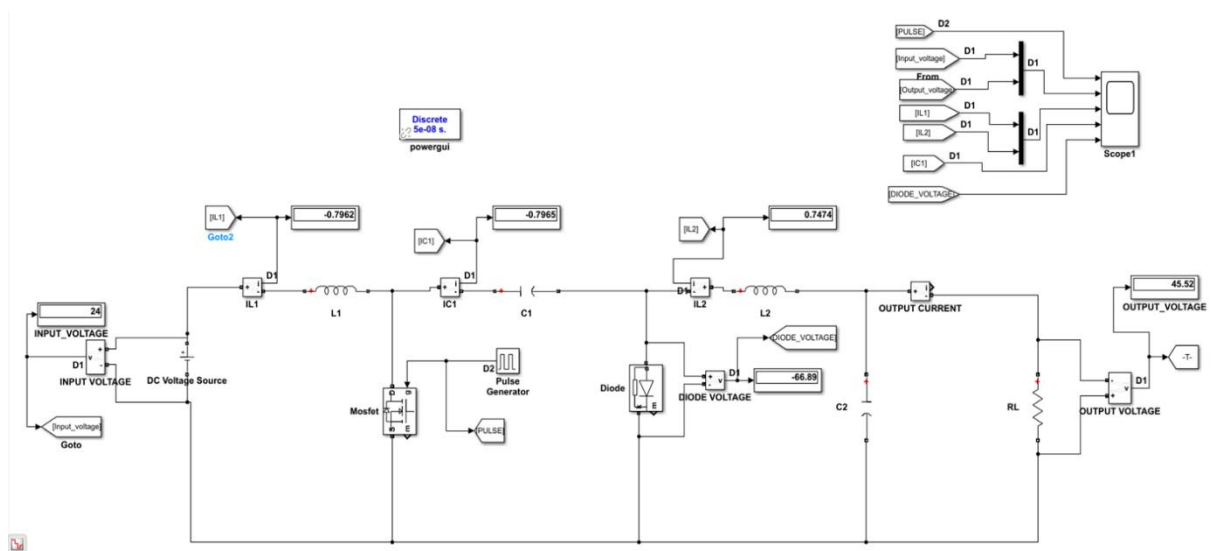 [PULSE]
D2
[Input_voltage]
D1
D1
From
D1
[Output_voltage]
[IL1]
D1
D1
[IL2]
D1
[IC1]
D1
Scope1
[DIODE_VOLTAGE]
Discrete
5e-08 s.
powergui
[IL1]
Goto2
-0.7962
D1
IL1
L1
[IC1]
-0.7965
D1
IC1
C1
[IL2]
0.7474
D1
IL2
L2
OUTPUT CURRENT
45.52
OUTPUT_VOLTAGE
24
INPUT_VOLTAGE
v
+
-
D1
INPUT VOLTAGE
DC Voltage Source
[Input_voltage]
Goto
D2
Pulse
Generator
Mosfet
g
D
S
m
[PULSE]
Diode
DIODE_VOLTAGE]
D1
-66.89
DIODE VOLTAGE
C2
RL
D1
-T-
OUTPUT VOLTAGE